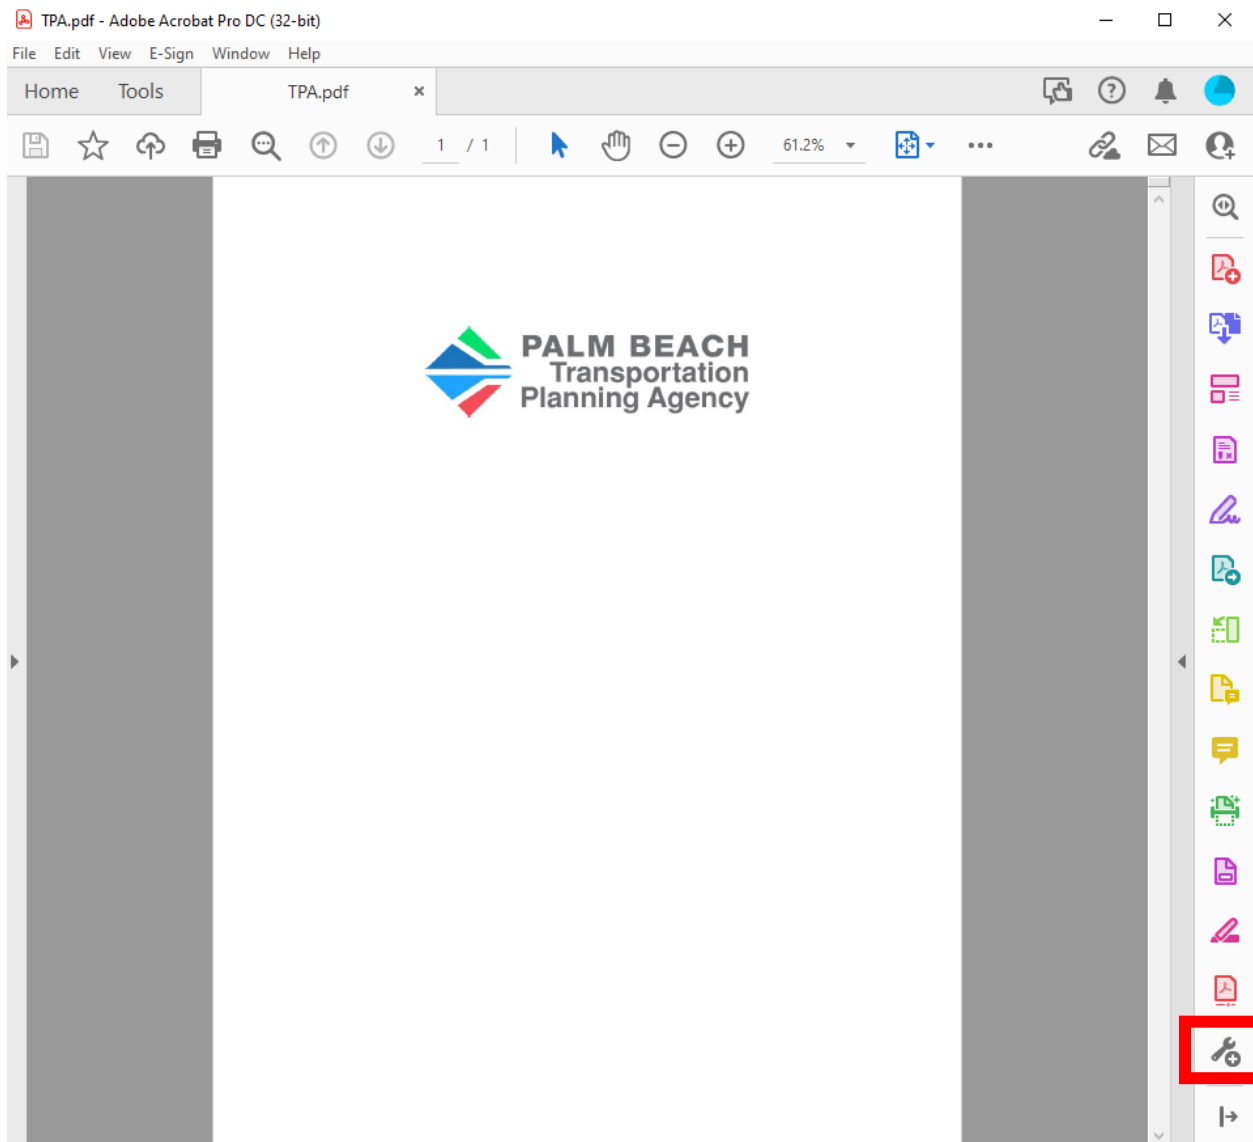 TPA.pdf - Adobe Acrobat Pro DC (32-bit)
File Edit View E-Sign Window Help
Home Tools TPA.pdf ×
1 / 1 61.2%
PALM BEACH
Transportation
Planning Agency